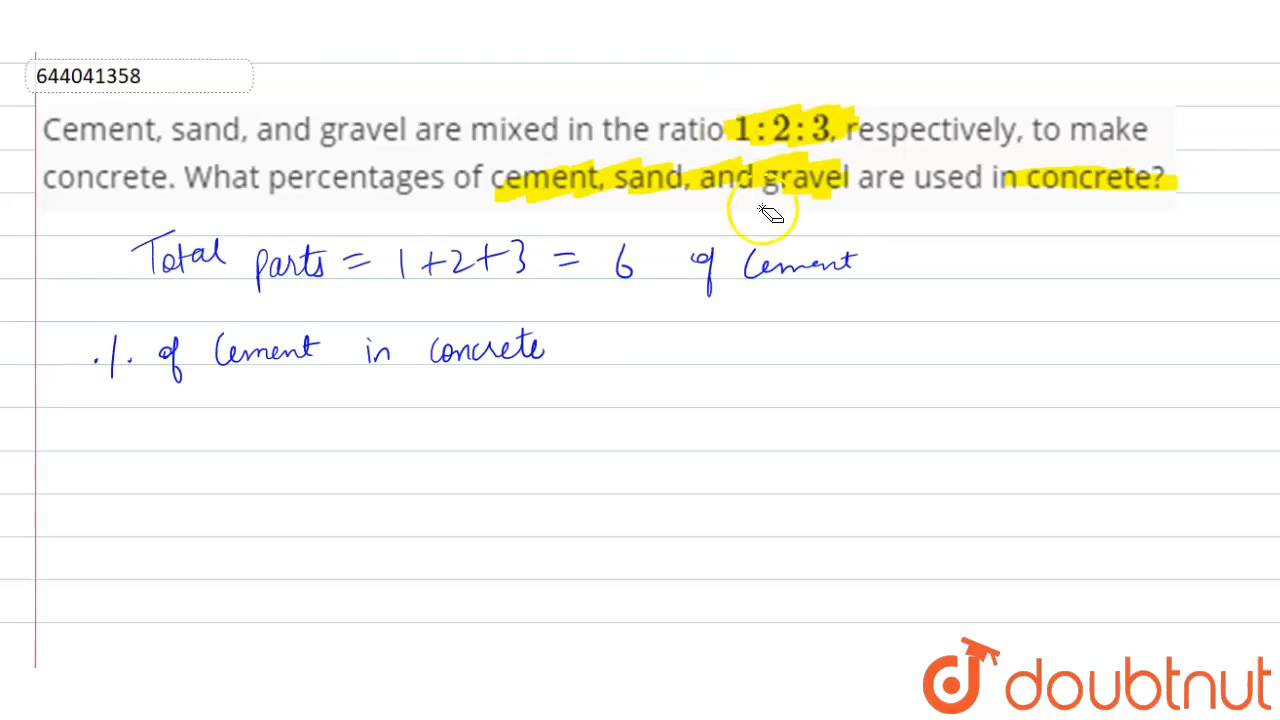 644041358
Cement, sand, and gravel are mixed in the ratio 1 : 2 : 3, respectively, to make
concrete. What percentages of cement, sand, and gravel are used in concrete?
Total parts = 1+2+3 = 6 of Cement
% of Cement in concrete
doubtnut